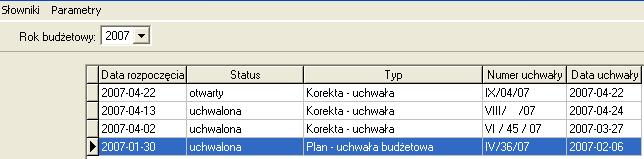 Słowniki Parametry
Rok budżetowy: 2007
Data rozpoczęcia Status Typ Numer uchwały Data uchwały
2007-04-22 otwarty Korekta - uchwała IX/04/07 2007-04-22
2007-04-13 uchwalona Korekta - uchwała VIII/ /07 2007-04-24
2007-04-02 uchwalona Korekta - uchwała VI / 45 / 07 2007-03-27
2007-01-30 uchwalona Plan - uchwała budżetowa IV/36/07 2007-02-06